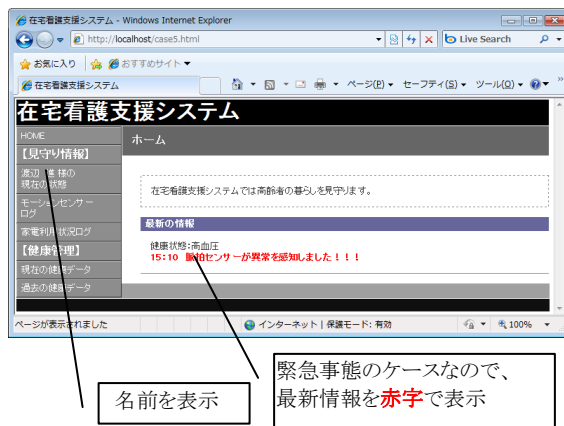 在宅看護支援システム - Windows Internet Explorer
http://localhost/case5.html
Live Search
お気に入り
おすすめサイト
在宅看護支援システム
ページ(P)
セーフティ(S)
ツール(O)
在宅看護支援システム
HOME
ホーム
【見守り情報】
渡辺 様の
現在の状態
モーションセンサー
ログ
家電利用状況ログ
【健康管理】
現在の健康データ
過去の健康データ
在宅看護支援システムでは高齢者の暮らしを見守ります。
最新の情報
健康状態:高血圧
15:10 脈拍センサーが異常を感知しました!!!
ページが表示されました
インターネット | 保護モード: 有効
100%
名前を表示
緊急事態のケースなので、
最新情報を赤字で表示